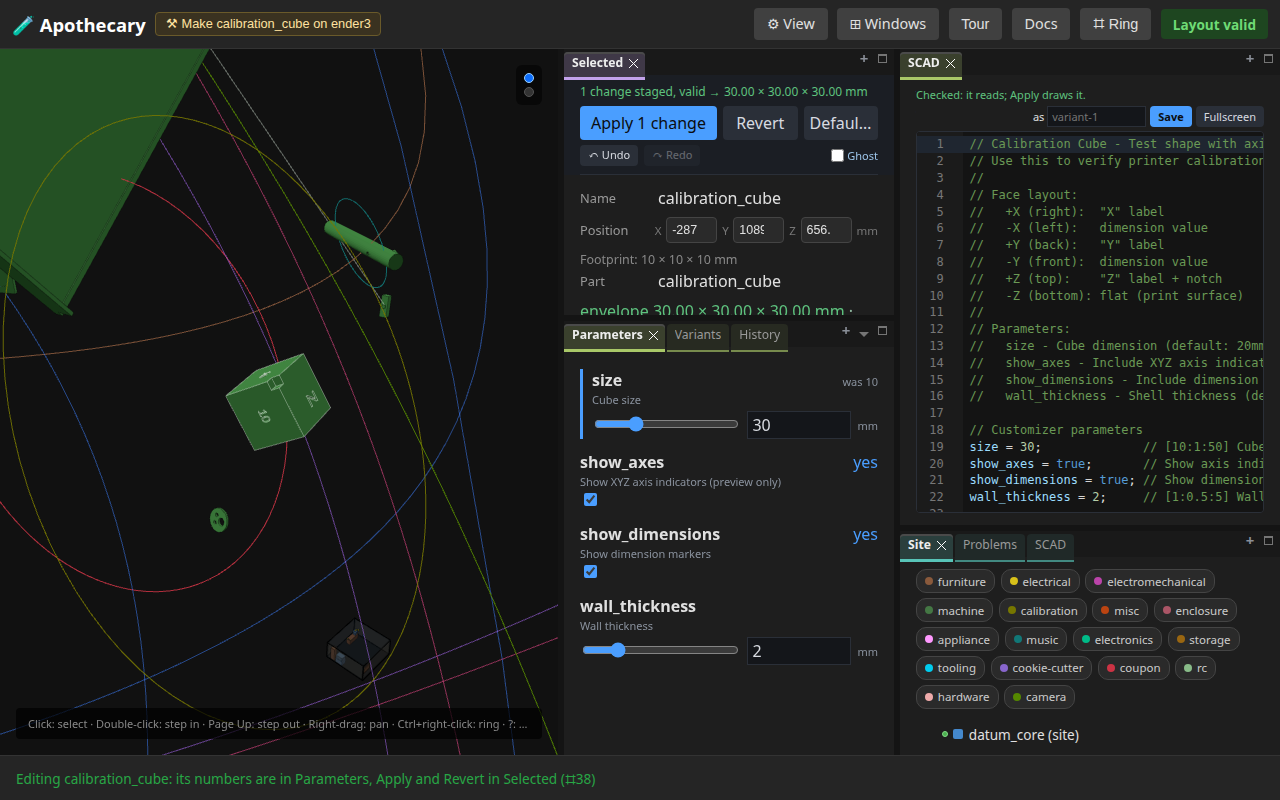 Apothecary
⚒ Make calibration_cube on ender3
⚙ View
⊞ Windows
Tour
Docs
⌗ Ring
Layout valid
Click: select · Double-click: step in · Page Up: step out · Right-drag: pan · Ctrl+right-click: ring · ?: ...
10
Selected
1 change staged, valid → 30.00 × 30.00 × 30.00 mm
Apply 1 change
Revert
Defaul...
↶ Undo
↷ Redo
Ghost
Name calibration_cube
Position X -287 Y 1089 Z 656. mm
Footprint: 10 × 10 × 10 mm
Part calibration_cube
envelope 30.00 × 30.00 × 30.00 mm ·
Parameters
Variants
History
size was 10
Cube size
30 mm
show_axes yes
Show XYZ axis indicators (preview only)
show_dimensions yes
Show dimension markers
wall_thickness
Wall thickness
2 mm
SCAD
Checked: it reads; Apply draws it.
as variant-1 Save Fullscreen
1 // Calibration Cube - Test shape with axi
2 // Use this to verify printer calibration
3 //
4 // Face layout:
5 //   +X (right):  "X" label
6 //   -X (left):   dimension value
7 //   +Y (back):   "Y" label
8 //   -Y (front):  dimension value
9 //   +Z (top):    "Z" label + notch
10 //   -Z (bottom): flat (print surface)
11 //
12 // Parameters:
13 //   size - Cube dimension (default: 20mm
14 //   show_axes - Include XYZ axis indicat
15 //   show_dimensions - Include dimension
16 //   wall_thickness - Shell thickness (de
17
18 // Customizer parameters
19 size = 30;            // [10:1:50] Cube
20 show_axes = true;     // Show axis indi
21 show_dimensions = true; // Show dimension
22 wall_thickness = 2;   // [1:0.5:5] Wall
Site
Problems
SCAD
furniture
electrical
electromechanical
machine
calibration
misc
enclosure
appliance
music
electronics
storage
tooling
cookie-cutter
coupon
rc
hardware
camera
datum_core (site)
Editing calibration_cube: its numbers are in Parameters, Apply and Revert in Selected (⌗38)